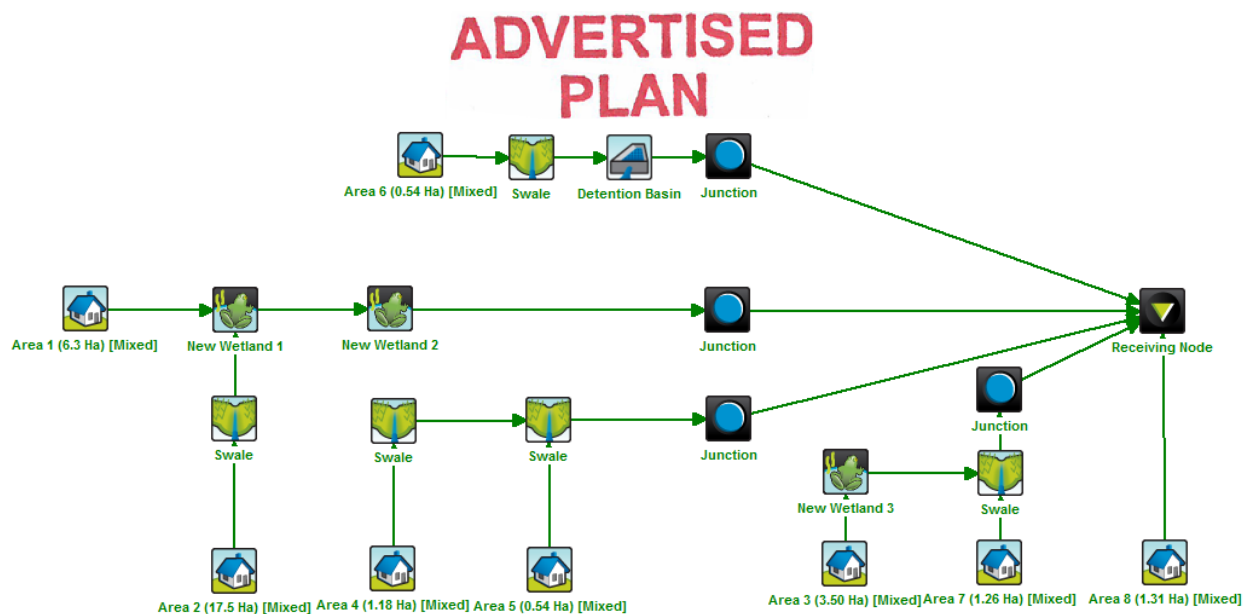 ADVERTISED
PLAN
Area 6 (0.54 Ha) [Mixed]
Swale
Detention Basin
Junction
Area 1 (6.3 Ha) [Mixed]
New Wetland 1
New Wetland 2
Junction
Receiving Node
Swale
Swale
Swale
Junction
Junction
New Wetland 3
Swale
Area 2 (17.5 Ha) [Mixed]
Area 4 (1.18 Ha) [Mixed]
Area 5 (0.54 Ha) [Mixed]
Area 3 (3.50 Ha) [Mixed]
Area 7 (1.26 Ha) [Mixed]
Area 8 (1.31 Ha) [Mixed]